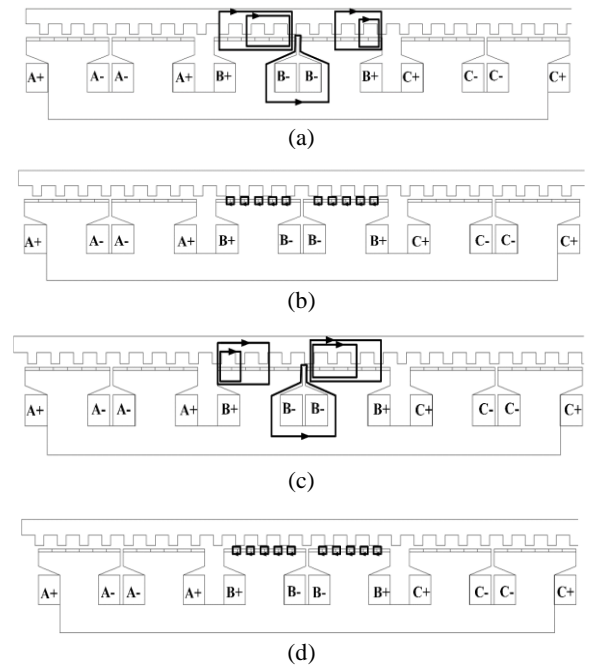 A+ A- A- A+ B+ B- B- B+ C+ C- C- C+
(a)
A+ A- A- A+ B+ B- B- B+ C+ C- C- C+
(b)
A+ A- A- A+ B+ B- B- B+ C+ C- C- C+
(c)
A+ A- A- A+ B+ B- B- B+ C+ C- C- C+
(d)